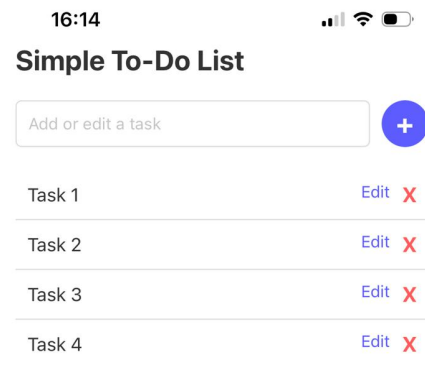 16:14
Simple To-Do List
Add or edit a task +
Task 1 Edit X
Task 2 Edit X
Task 3 Edit X
Task 4 Edit X